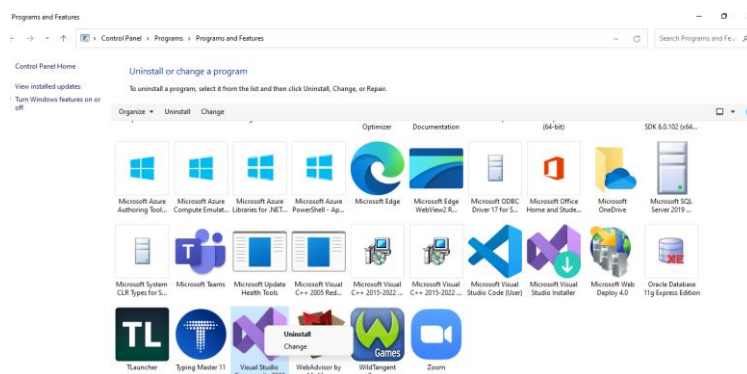 Programs and Features
Control Panel > Programs > Programs and Features
Search Programs and Fe...
Control Panel Home
View installed updates
Turn Windows features on or
off
Uninstall or change a program
To uninstall a program, select it from the list and then click Uninstall, Change, or Repair.
Organize Uninstall Change
Optimizer Documentation (64-bit) SDK 6.0.102 (x64...
Microsoft Azure Microsoft Azure Microsoft Azure Microsoft Azure Microsoft Edge Microsoft Edge Microsoft ODBC Microsoft Office Microsoft Microsoft SQL
Authoring Tool... Compute Emulat... Libraries for .NET... PowerShell - Ap... WebView2 R... Driver 17 for S... Home and Stude... OneDrive Server 2019 ...
T
XE
Microsoft System Microsoft Teams Microsoft Update Microsoft Visual Microsoft Visual Microsoft Visual Microsoft Visual Microsoft Visual Microsoft Web Oracle Database
CLR Types for S... Health Tools C++ 2005 Red... C++ 2015-2022 ... C++ 2015-2022 ... Studio Code (User) Studio Installer Deploy 4.0 11g Express Edition
TL
Uninstall
Change
Games
TLauncher Typing Master 11 Visual Studio WebAdvisor by WildTangent Zoom